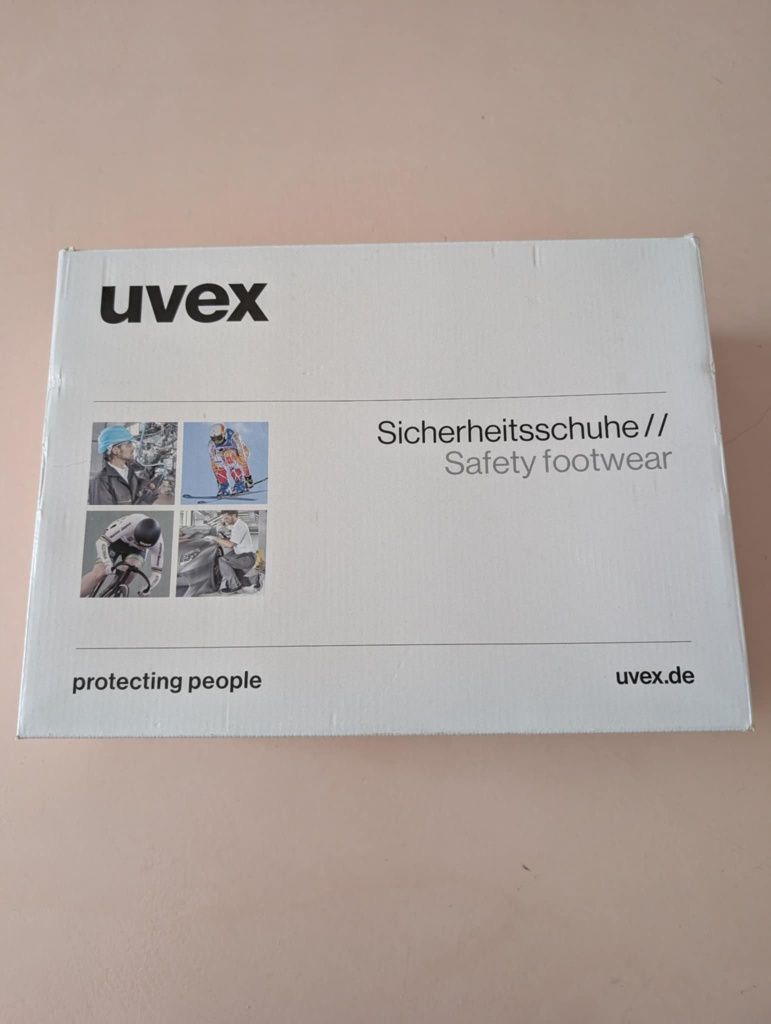 uvex
Sicherheitsschuhe//
Safety footwear
protecting people
uvex.de